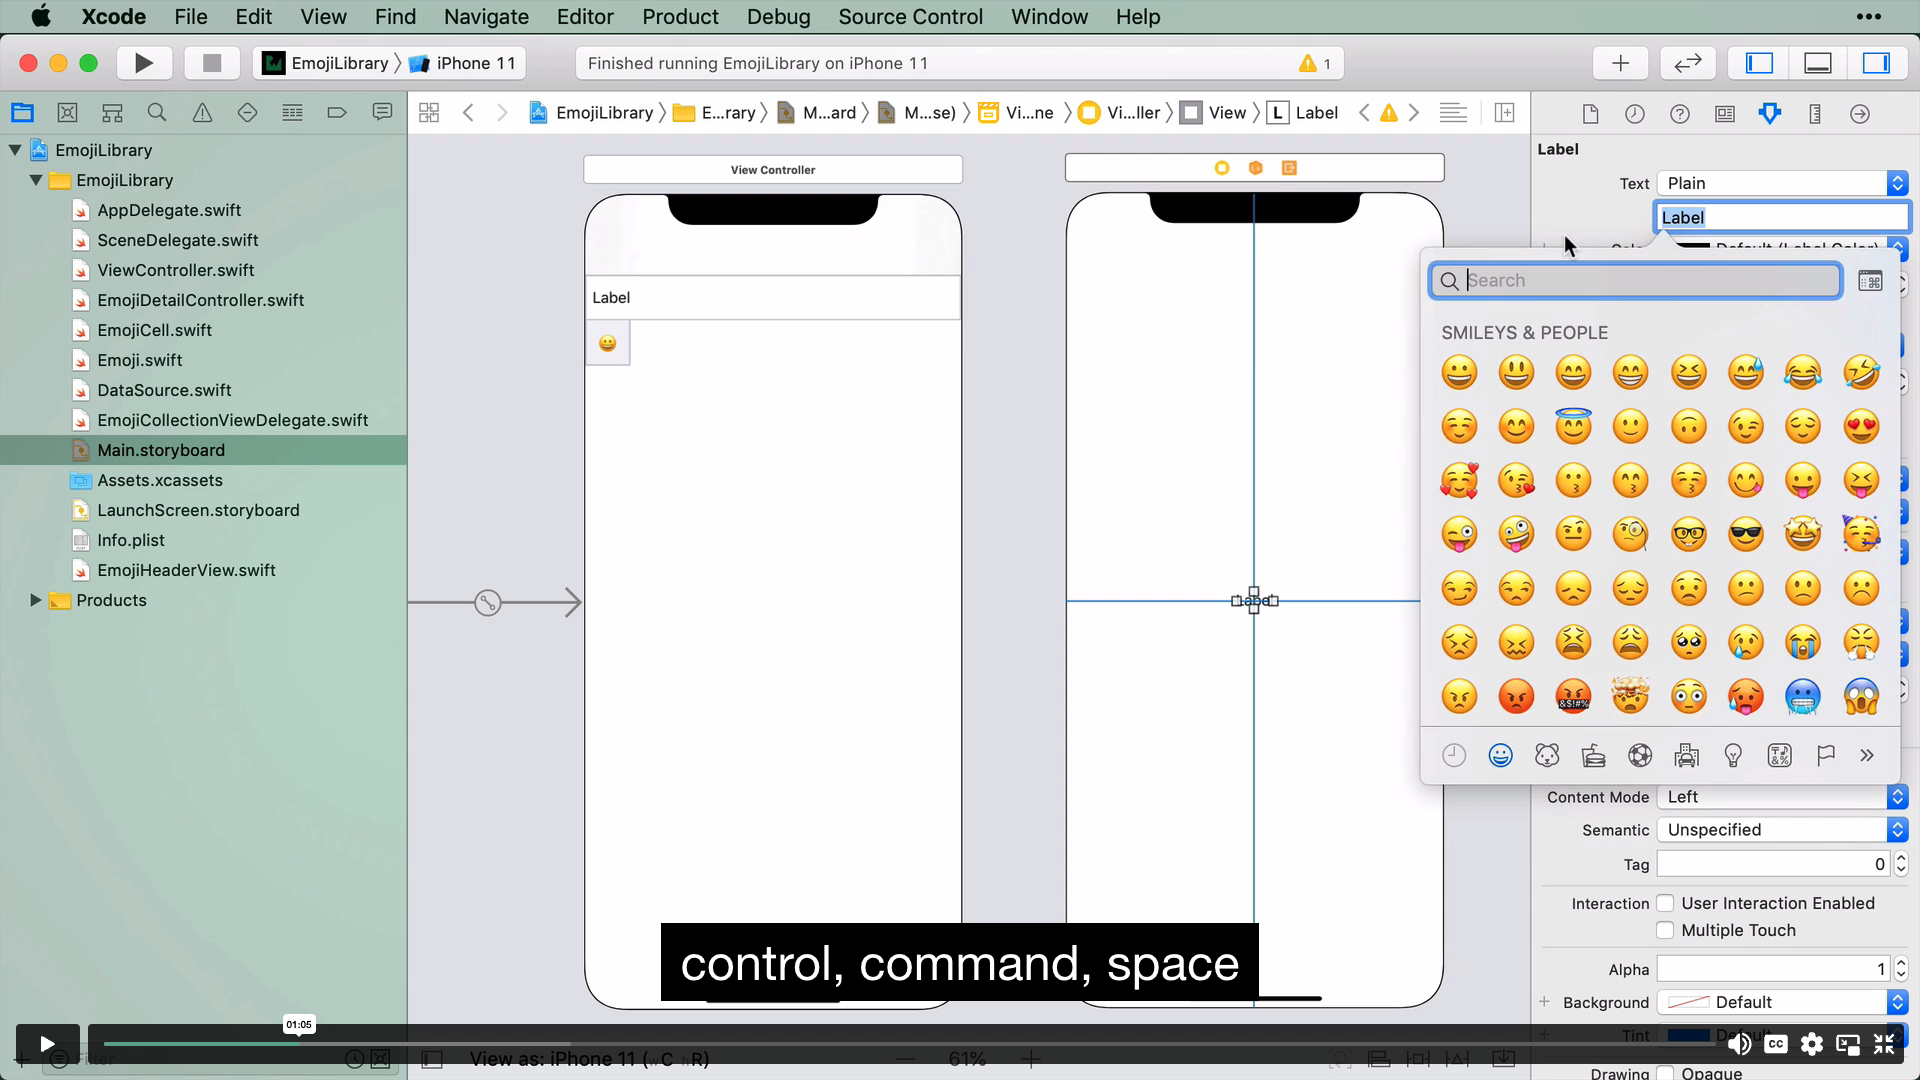 Xcode File Edit View Find Navigate Editor Product Debug Source Control Window Help
EmojiLibrary iPhone 11
Finished running EmojiLibrary on iPhone 11
1
EmojiLibrary E...rary M...ard M...se) Vi...ne Vi...ller View L Label
EmojiLibrary
EmojiLibrary
AppDelegate.swift
SceneDelegate.swift
ViewController.swift
EmojiDetailController.swift
EmojiCell.swift
Emoji.swift
DataSource.swift
EmojiCollectionViewDelegate.swift
Main.storyboard
Assets.xcassets
LaunchScreen.storyboard
Info.plist
EmojiHeaderView.swift
Products
View Controller
Label
Label
Label
Text Plain
Label
Default (Label Color)
Search
SMILEYS & PEOPLE
&$!#%
Content Mode Left
Semantic Unspecified
Tag 0
Interaction User Interaction Enabled
Multiple Touch
Alpha 1
Background Default
Tint Default
Drawing Opaque
control, command, space
01:05
Filter
View as: iPhone 11 (wC hR)
61%
CC